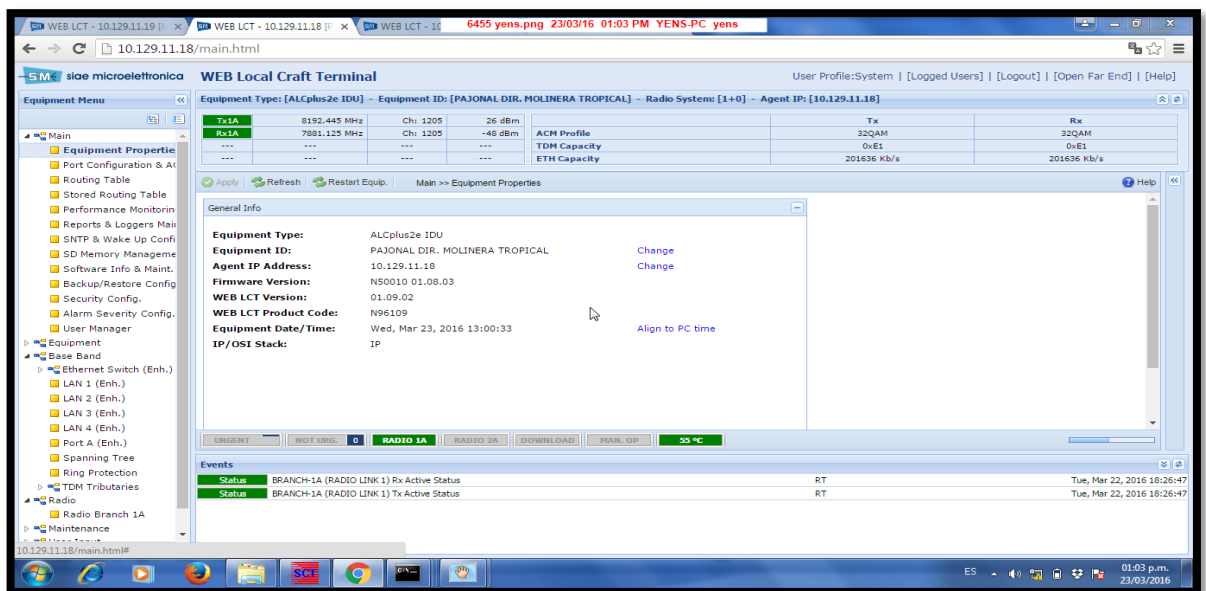 WEB LCT - 10.129.11.19 [
WEB LCT - 10.129.11.18 [P
WEB LCT - 10
6455 yens.png 23/03/16 01:03 PM YENS-PC yens
10.129.11.18/main.html
S.M.€ siae microelettronica
WEB Local Craft Terminal
User Profile:System | [Logged Users] | [Logout] | [Open Far End] | [Help]
Equipment Menu
Equipment Type: [ALCplus2e IDU] - Equipment ID: [PAJONAL DIR. MOLINERA TROPICAL] - Radio System: [1+0] - Agent IP: [10.129.11.18]
Tx1A 8192.445 MHz Ch: 1205 26 dBm Tx Rx
Rx1A 7881.125 MHz Ch: 1205 -48 dBm ACM Profile 32QAM 32QAM
--- --- --- --- TDM Capacity 0xE1 0xE1
--- --- --- --- ETH Capacity 201636 Kb/s 201636 Kb/s
Main
Equipment Propertie
Port Configuration & A
Routing Table
Stored Routing Table
Performance Monitorin
Reports & Loggers Mai
SNTP & Wake Up Confi
SD Memory Manageme
Software Info & Maint.
Backup/Restore Config
Security Config.
Alarm Severity Config.
User Manager
Equipment
Base Band
Ethernet Switch (Enh.)
LAN 1 (Enh.)
LAN 2 (Enh.)
LAN 3 (Enh.)
LAN 4 (Enh.)
Port A (Enh.)
Spanning Tree
Ring Protection
TDM Tributaries
Radio
Radio Branch 1A
Maintenance
Apply Refresh Restart Equip. Main >> Equipment Properties Help
General Info
Equipment Type: ALCplus2e IDU
Equipment ID: PAJONAL DIR. MOLINERA TROPICAL Change
Agent IP Address: 10.129.11.18 Change
Firmware Version: N50010 01.08.03
WEB LCT Version: 01.09.02
WEB LCT Product Code: N96109
Equipment Date/Time: Wed, Mar 23, 2016 13:00:33 Align to PC time
IP/OSI Stack: IP
URGENT NOT URG. 0 RADIO 1A RADIO 2A DOWNLOAD MAN. OP 55 ºC
Events
Status BRANCH-1A (RADIO LINK 1) Rx Active Status RT Tue, Mar 22, 2016 18:26:47
Status BRANCH-1A (RADIO LINK 1) Tx Active Status RT Tue, Mar 22, 2016 18:26:47
10.129.11.18/main.html#
SCT
ES
01:03 p.m.
23/03/2016